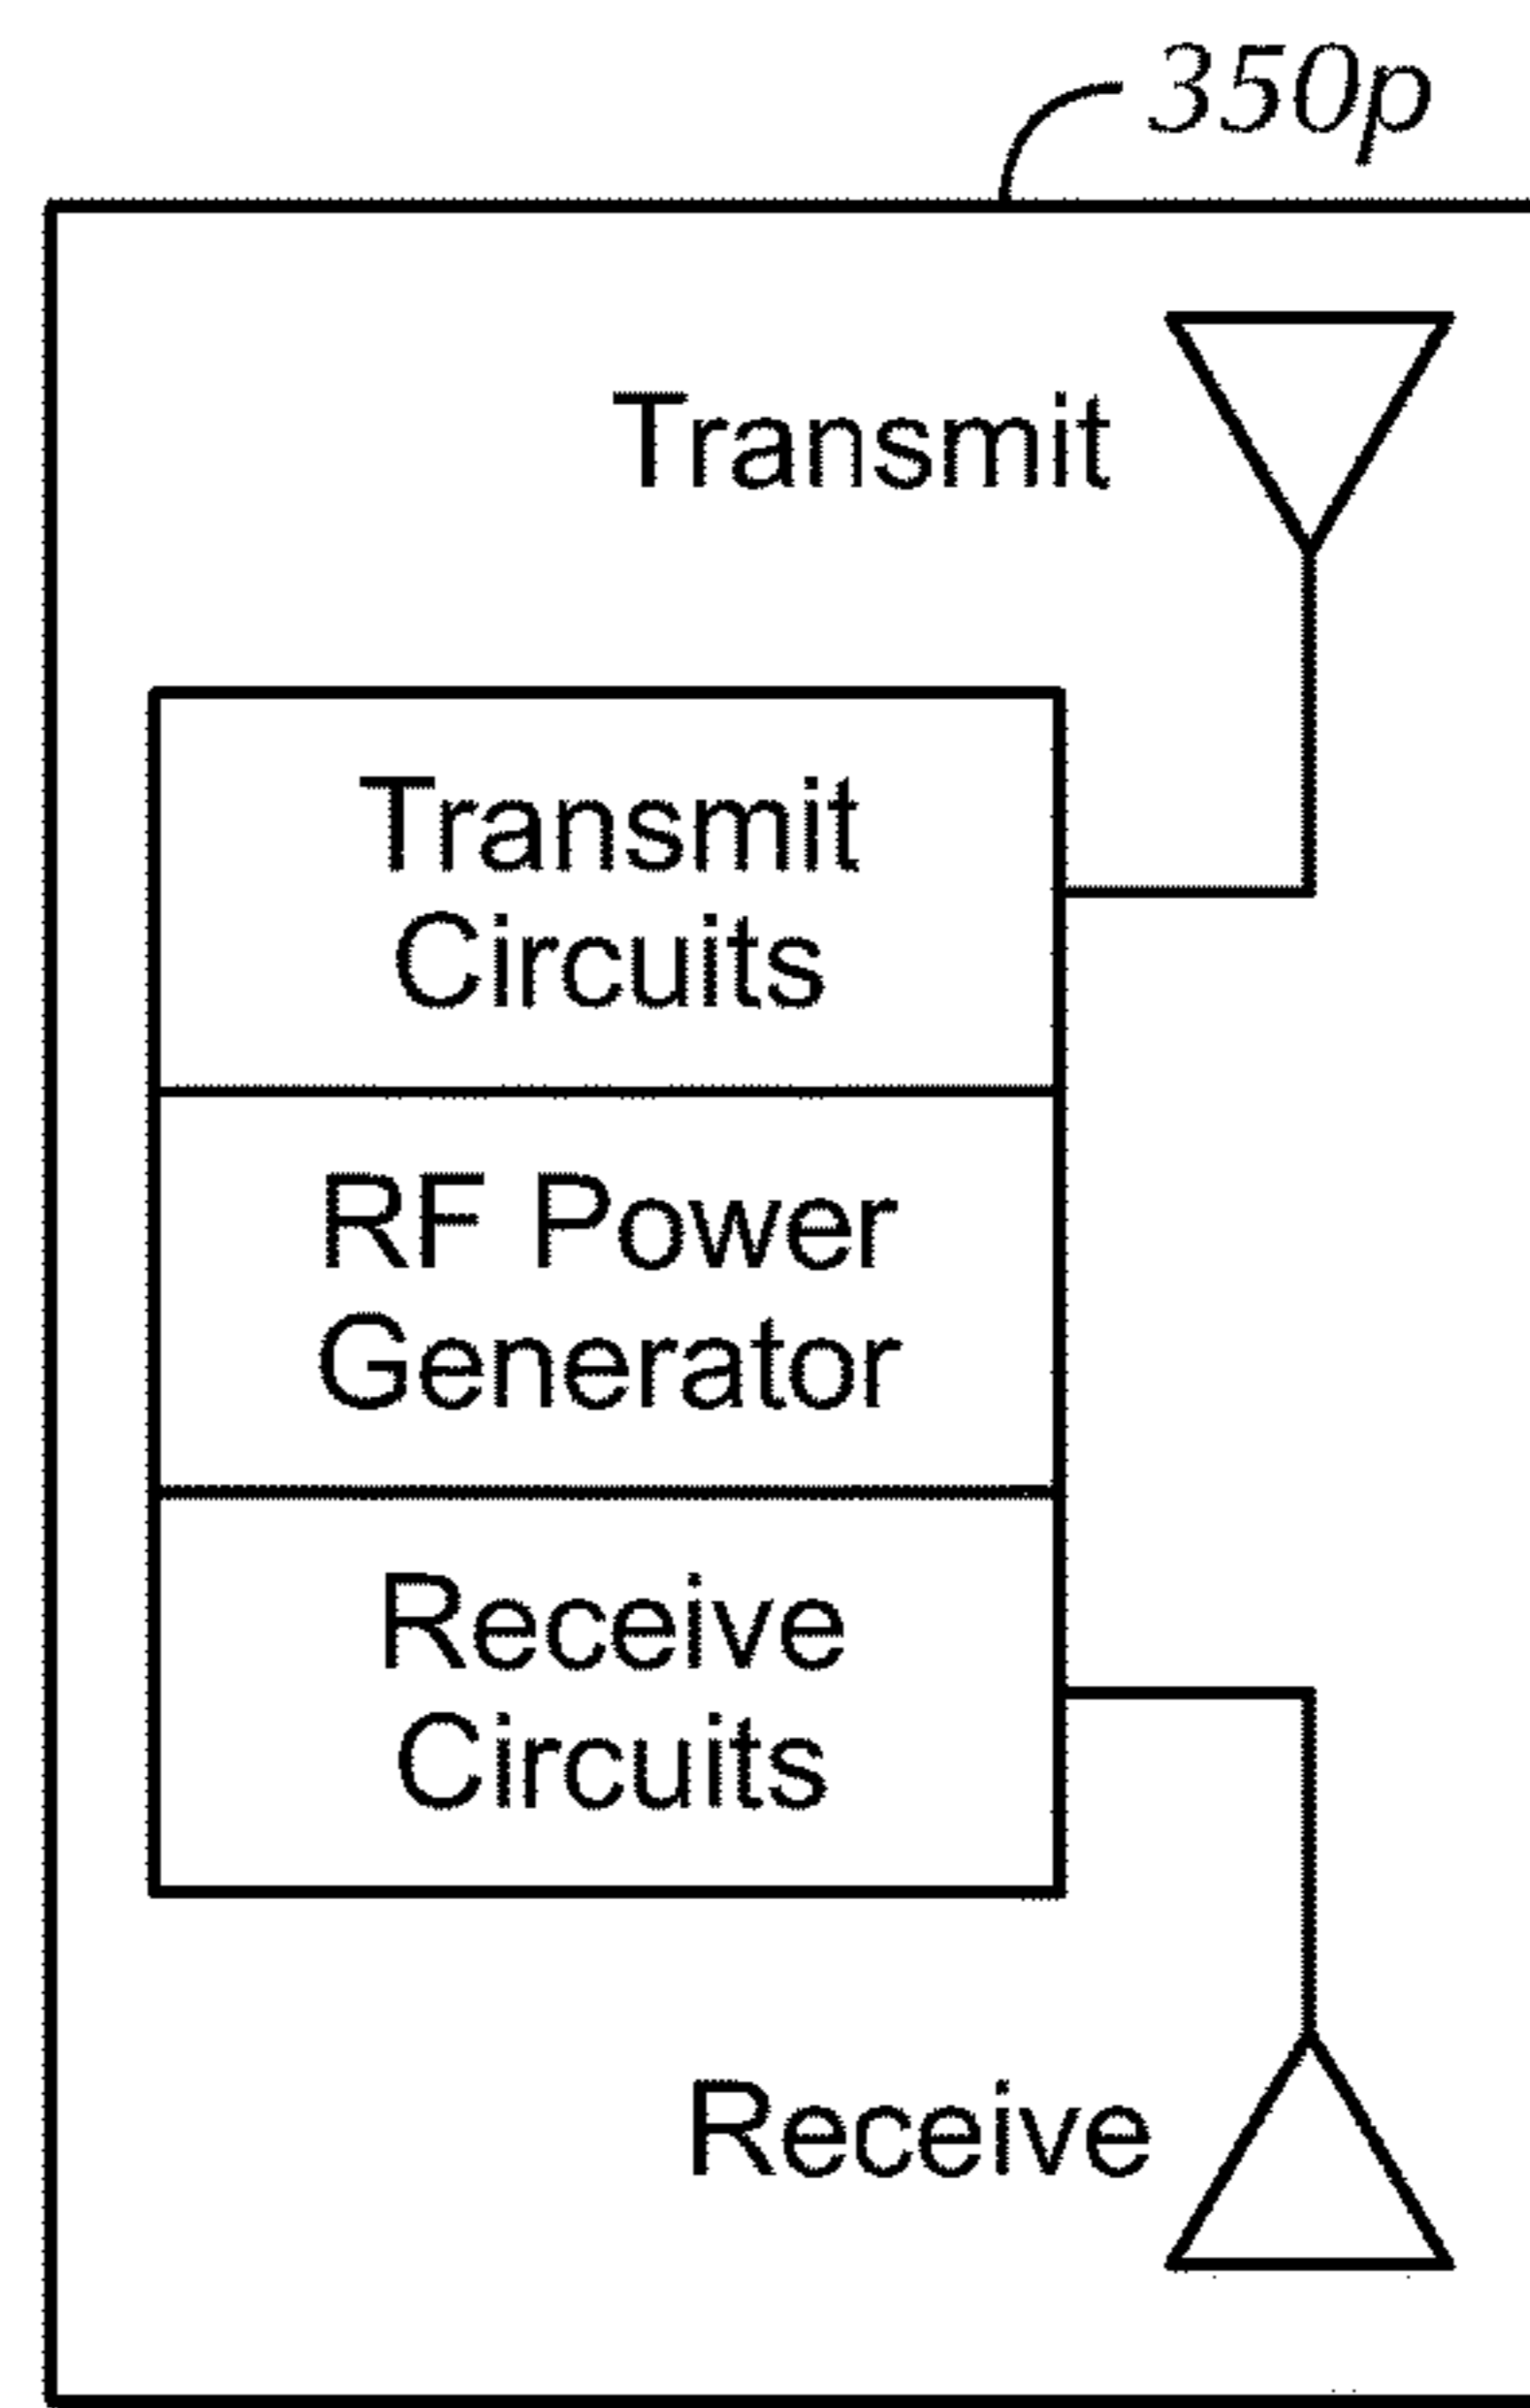 350p
Transmit
Transmit
Circuits
RF Power
Generator
Receive
Circuits
Receive